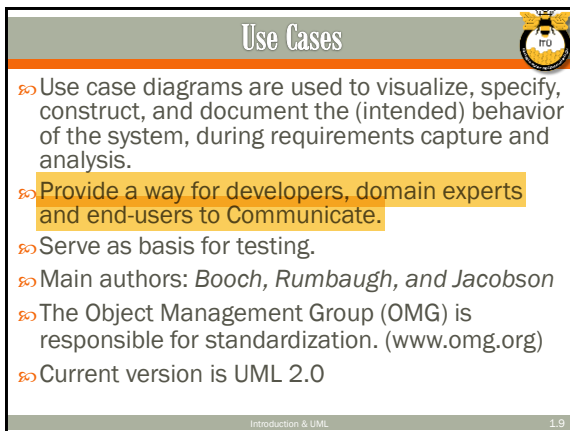 Use Cases
İTÜ
Use case diagrams are used to visualize, specify,
construct, and document the (intended) behavior
of the system, during requirements capture and
analysis.
Provide a way for developers, domain experts
and end-users to Communicate.
Serve as basis for testing.
Main authors: Booch, Rumbaugh, and Jacobson
The Object Management Group (OMG) is
responsible for standardization. (www.omg.org)
Current version is UML 2.0
Introduction & UML
1.9